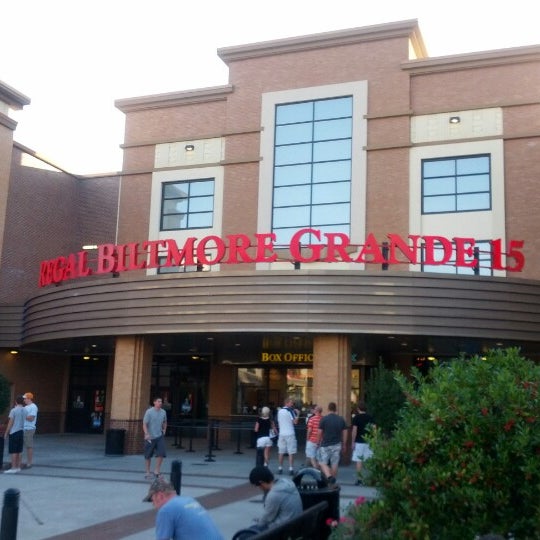 REGAL BILTMORE GRANDE 15
BOX OFFICE